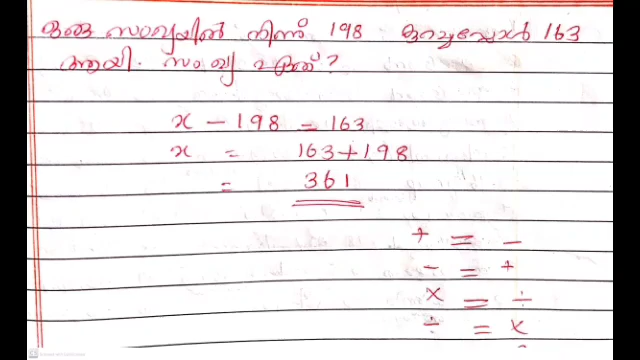 ഒരു സംഖ്യയിൽ നിന്ന് 198 കുറച്ചപ്പോൾ 163
ആയി. സംഖ്യ ഏത്?
x - 198 = 163
x = 163 + 198
= 361
+ = -
- = +
× = ÷
÷ = ×